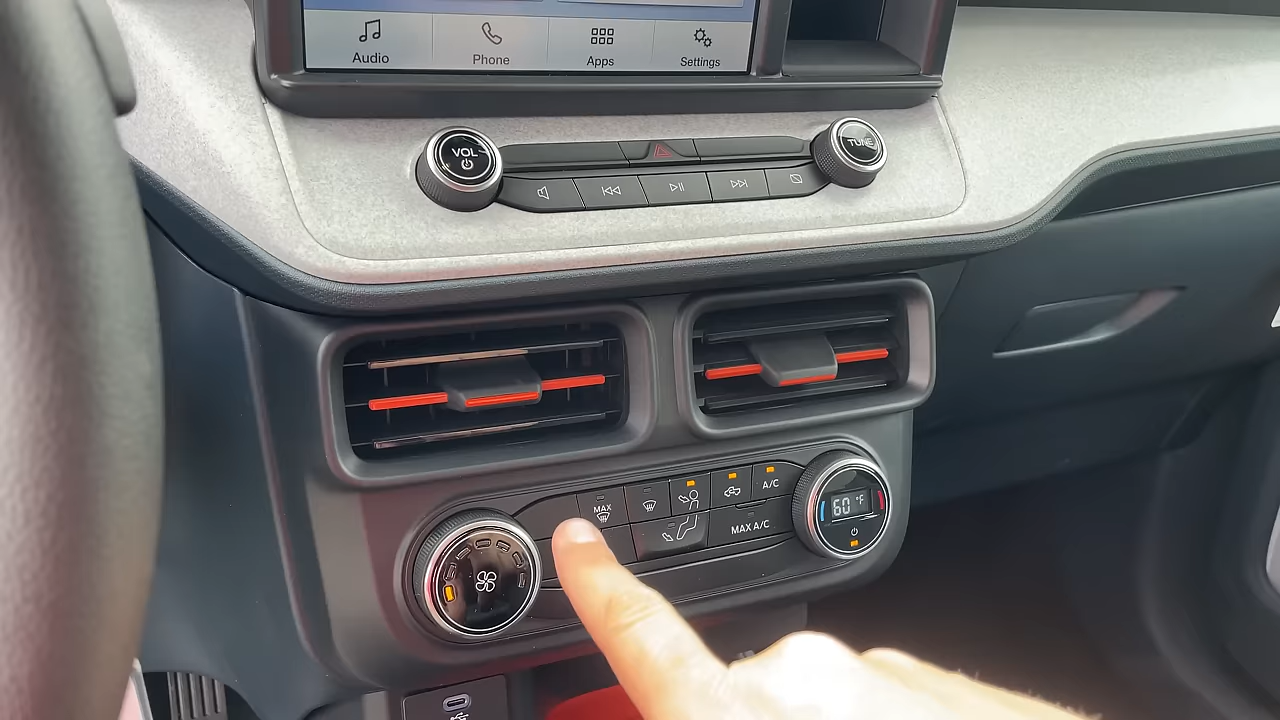 Audio
Phone
Apps
Settings
VOL
TUNE
MAX
A/C
MAX A/C
60 °F